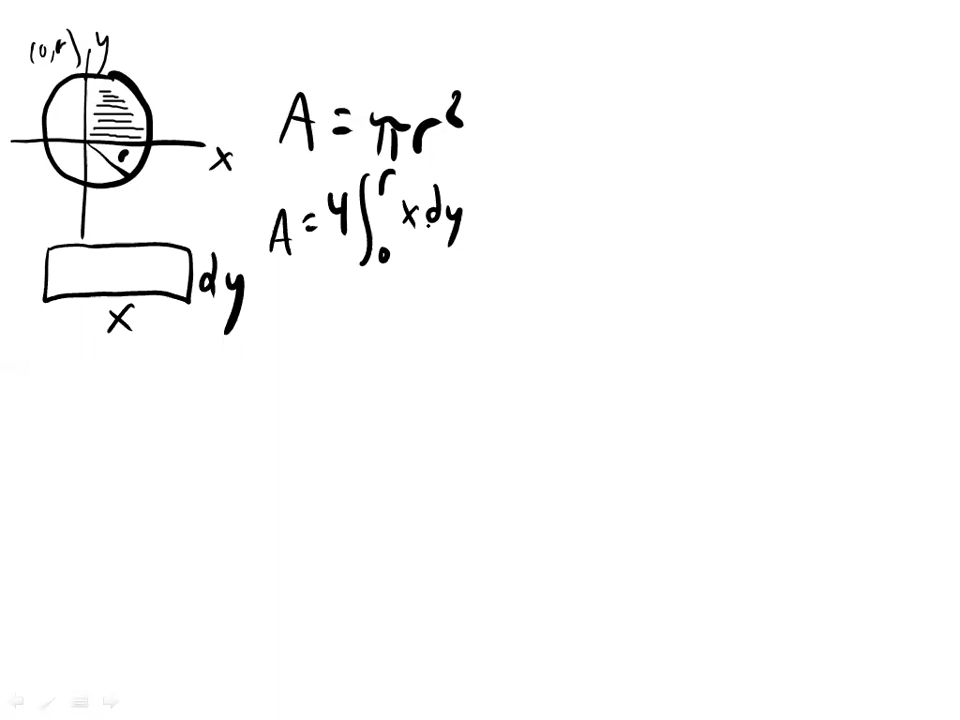 (0,r)
y
r
x
A = πr²
A = 4∫₀ʳ x dy
dy
x